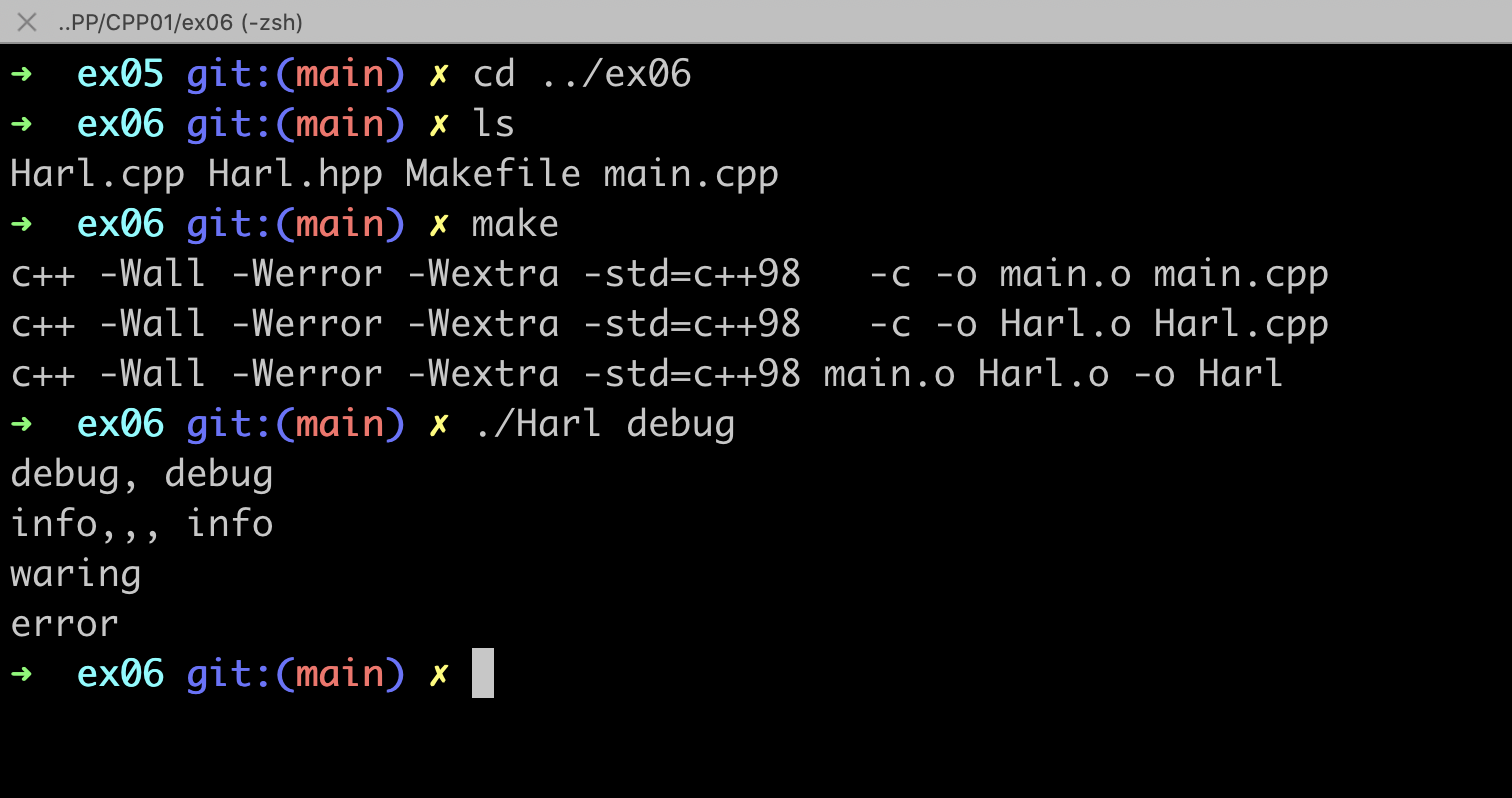 ..PP/CPP01/ex06 (-zsh)
➜  ex05 git:(main) ✗ cd ../ex06
➜  ex06 git:(main) ✗ ls
Harl.cpp Harl.hpp Makefile main.cpp
➜  ex06 git:(main) ✗ make
c++ -Wall -Werror -Wextra -std=c++98   -c -o main.o main.cpp
c++ -Wall -Werror -Wextra -std=c++98   -c -o Harl.o Harl.cpp
c++ -Wall -Werror -Wextra -std=c++98 main.o Harl.o -o Harl
➜  ex06 git:(main) ✗ ./Harl debug
debug, debug
info,,, info
waring
error
➜  ex06 git:(main) ✗